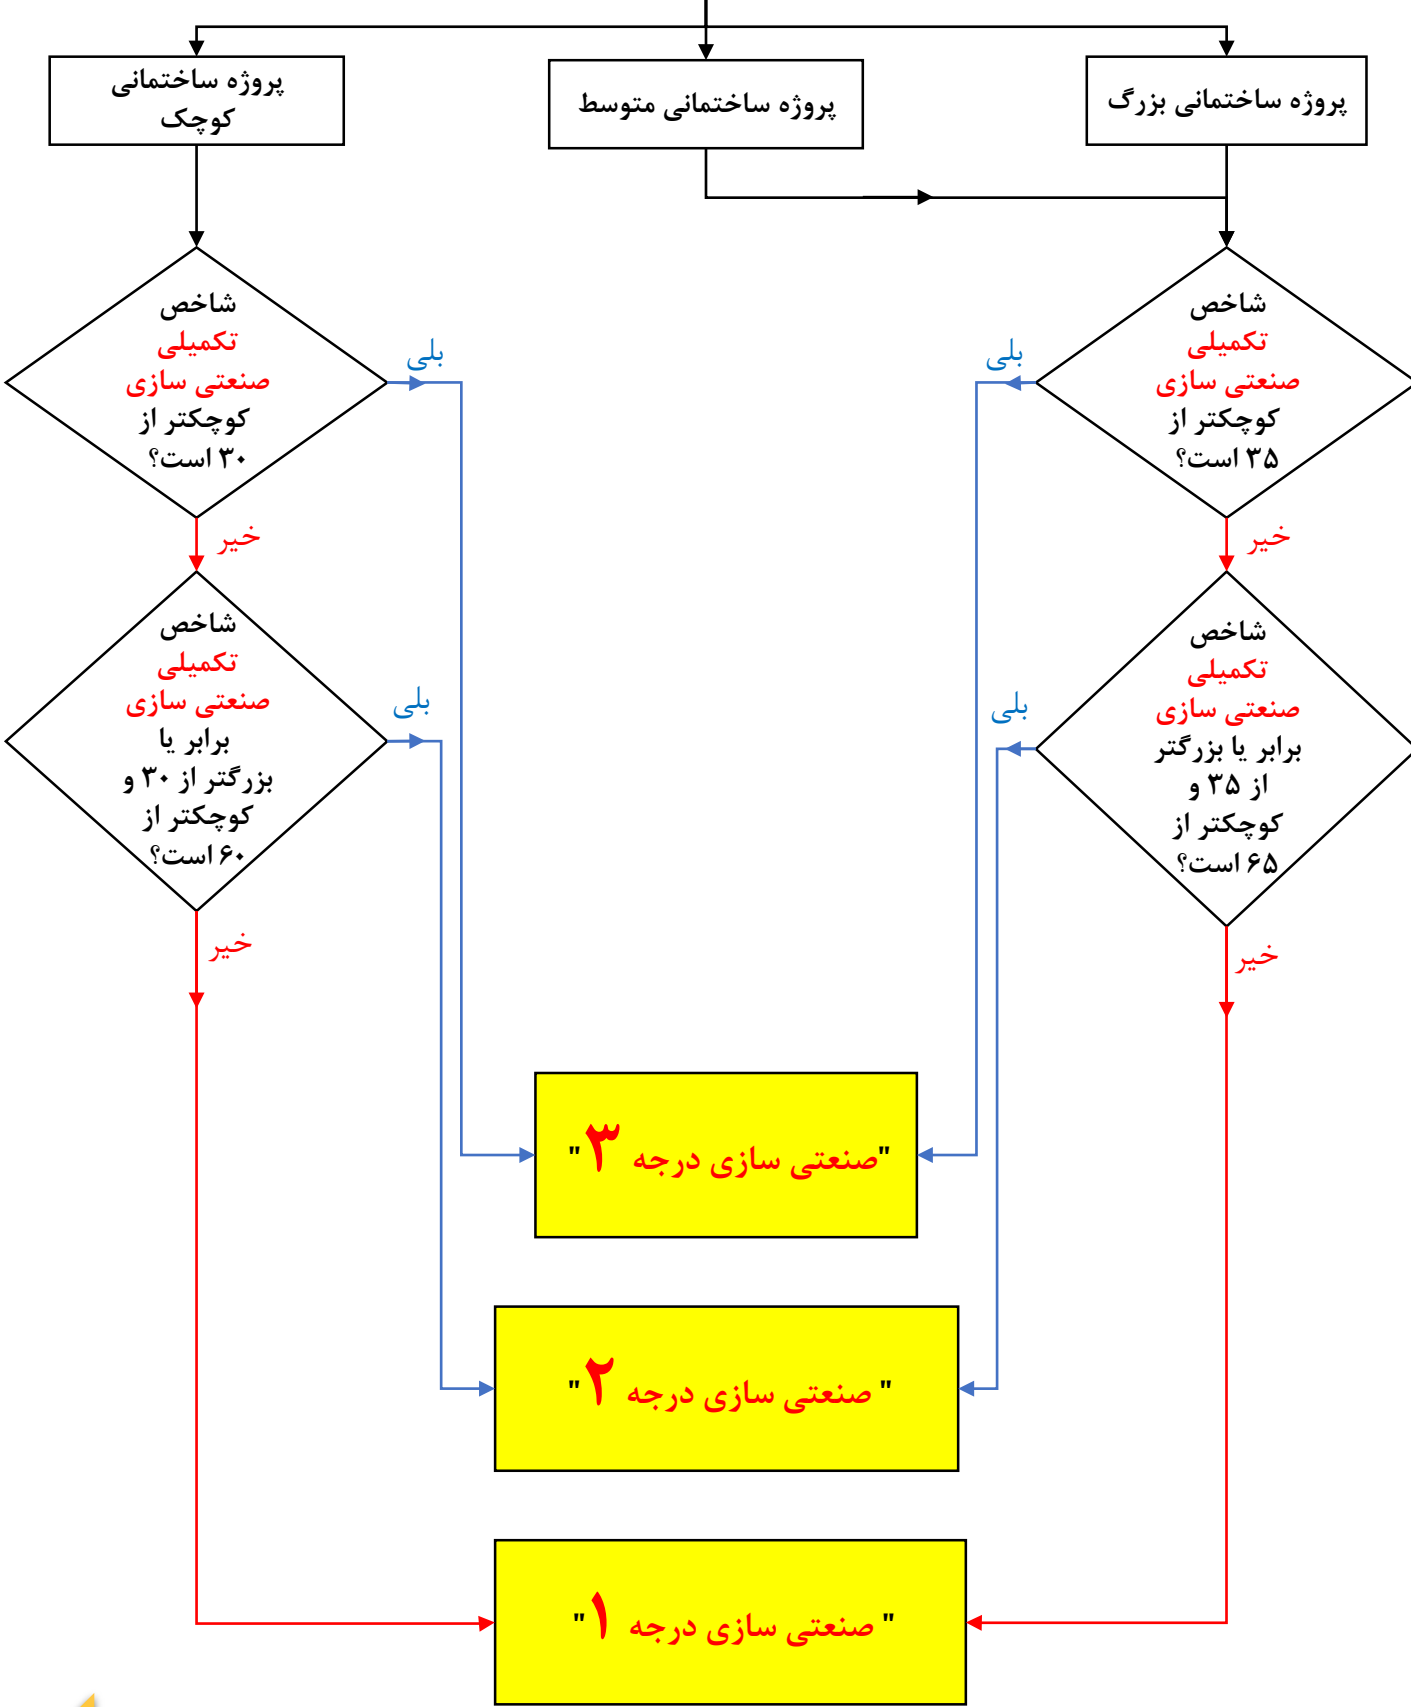 پروژه ساختمانی بزرگ
پروژه ساختمانی متوسط
پروژه ساختمانی
کوچک
شاخص
تکمیلی
صنعتی سازی
کوچکتر از
۳۵ است؟
بلی
خیر
شاخص
تکمیلی
صنعتی سازی
برابر یا بزرگتر
از ۳۵ و
کوچکتر از
۶۵ است؟
بلی
خیر
شاخص
تکمیلی
صنعتی سازی
کوچکتر از
۳۰ است؟
بلی
خیر
شاخص
تکمیلی
صنعتی سازی
برابر یا
بزرگتر از ۳۰ و
کوچکتر از
۶۰ است؟
بلی
خیر
"صنعتی سازی درجه ۳"
" صنعتی سازی درجه ۲"
" صنعتی سازی درجه ۱"